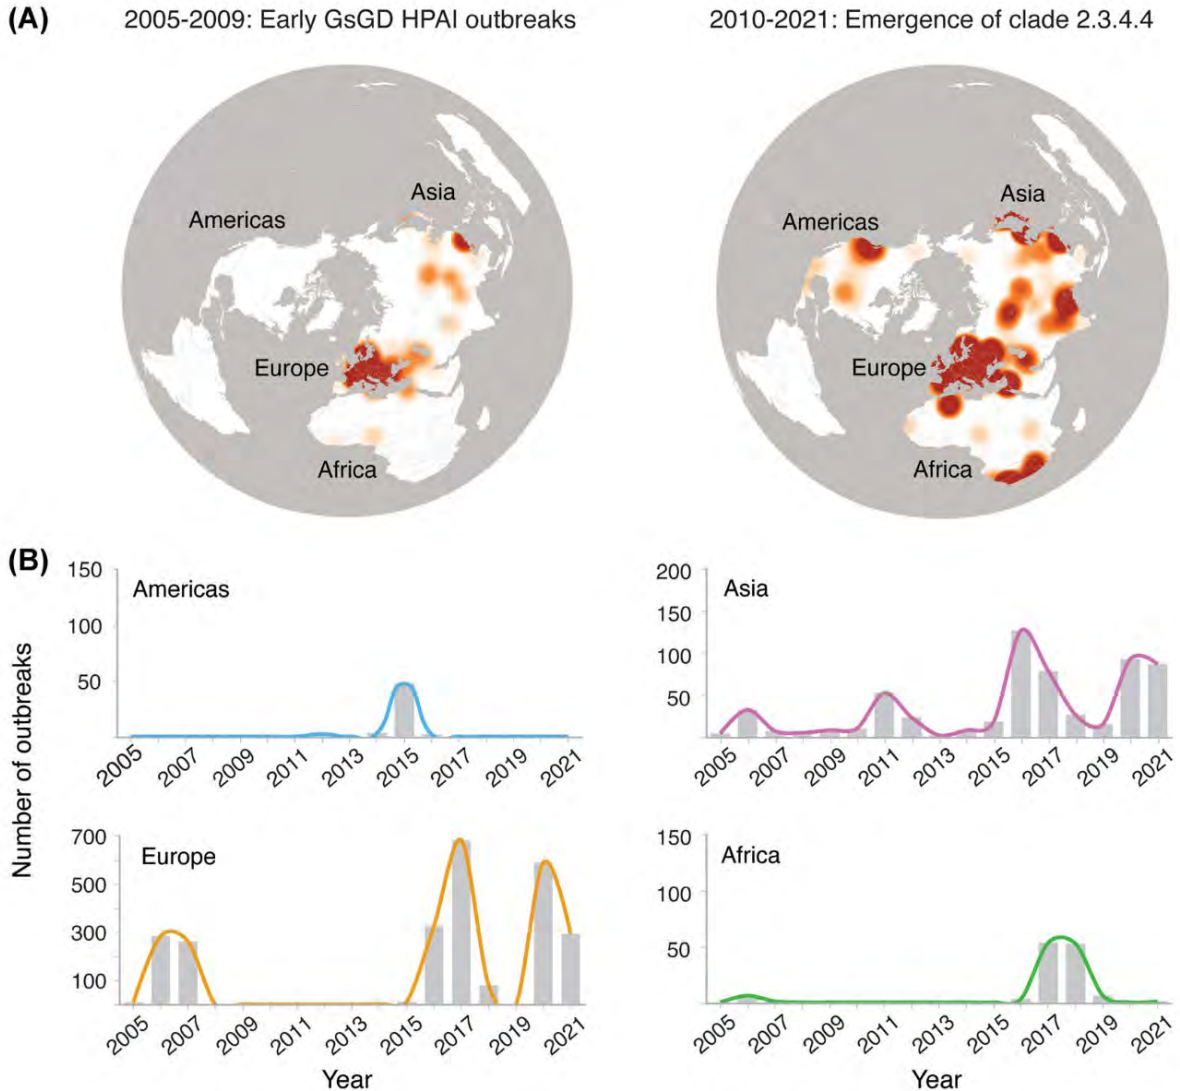 (A)
2005-2009: Early GsGD HPAI outbreaks
2010-2021: Emergence of clade 2.3.4.4
Asia
Americas
Europe
Africa
Asia
Americas
Europe
Africa
(B)
Number of outbreaks
150
100
50
Americas
2005 2007 2009 2011 2013 2015 2017 2019 2021
200
150
100
50
Asia
2005 2007 2009 2011 2013 2015 2017 2019 2021
700
500
300
100
Europe
2005 2007 2009 2011 2013 2015 2017 2019 2021
Year
150
100
50
Africa
2005 2007 2009 2011 2013 2015 2017 2019 2021
Year